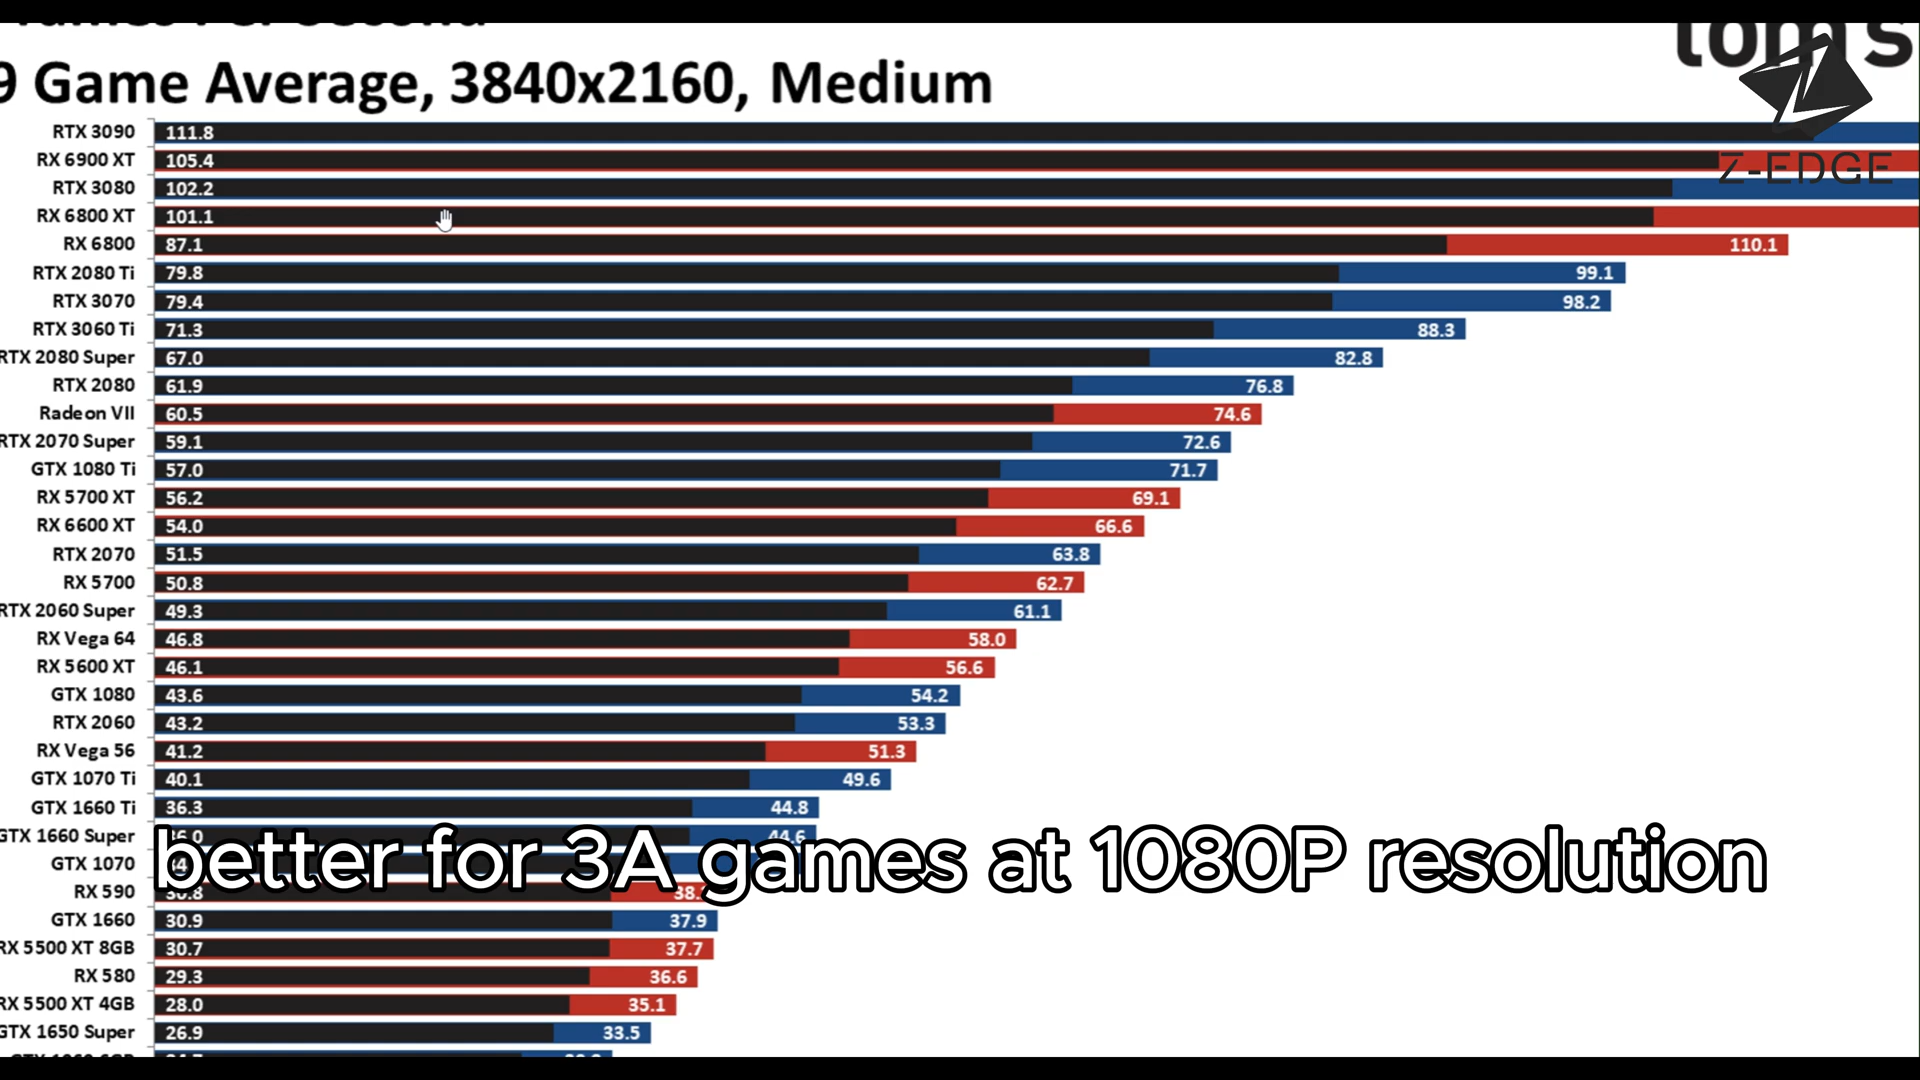 9 Game Average, 3840x2160, Medium
tom's
Z-EDGE
RTX 3090 111.8
RX 6900 XT 105.4
RTX 3080 102.2
RX 6800 XT 101.1
RX 6800 87.1 110.1
RTX 2080 Ti 79.8 99.1
RTX 3070 79.4 98.2
RTX 3060 Ti 71.3 88.3
RTX 2080 Super 67.0 82.8
RTX 2080 61.9 76.8
Radeon VII 60.5 74.6
RTX 2070 Super 59.1 72.6
GTX 1080 Ti 57.0 71.7
RX 5700 XT 56.2 69.1
RX 6600 XT 54.0 66.6
RTX 2070 51.5 63.8
RX 5700 50.8 62.7
RTX 2060 Super 49.3 61.1
RX Vega 64 46.8 58.0
RX 5600 XT 46.1 56.6
GTX 1080 43.6 54.2
RTX 2060 43.2 53.3
RX Vega 56 41.2 51.3
GTX 1070 Ti 40.1 49.6
GTX 1660 Ti 36.3 44.8
GTX 1660 Super 36.0 44.6
GTX 1070
better for 3A games at 1080P resolution
RX 590 30.8
GTX 1660 30.9 37.9
RX 5500 XT 8GB 30.7 37.7
RX 580 29.3 36.6
RX 5500 XT 4GB 28.0 35.1
GTX 1650 Super 26.9 33.5